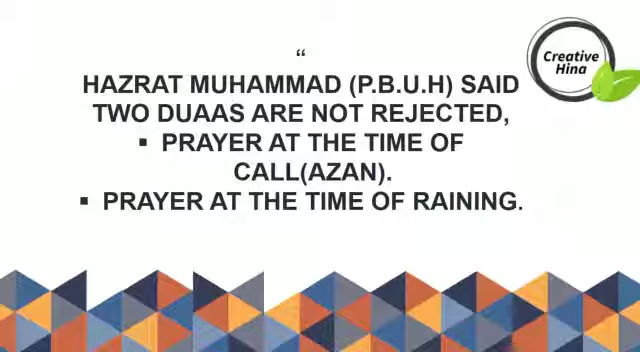 “
HAZRAT MUHAMMAD (P.B.U.H) SAID
TWO DUAAS ARE NOT REJECTED,
▪ PRAYER AT THE TIME OF
CALL(AZAN).
▪ PRAYER AT THE TIME OF RAINING.
Creative
Hina